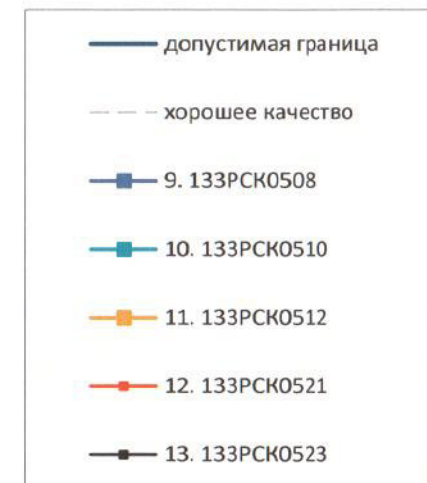 допустимая граница
хорошее качество
9. 133РСК0508
10. 133РСК0510
11. 133РСК0512
12. 133РСК0521
13. 133РСК0523